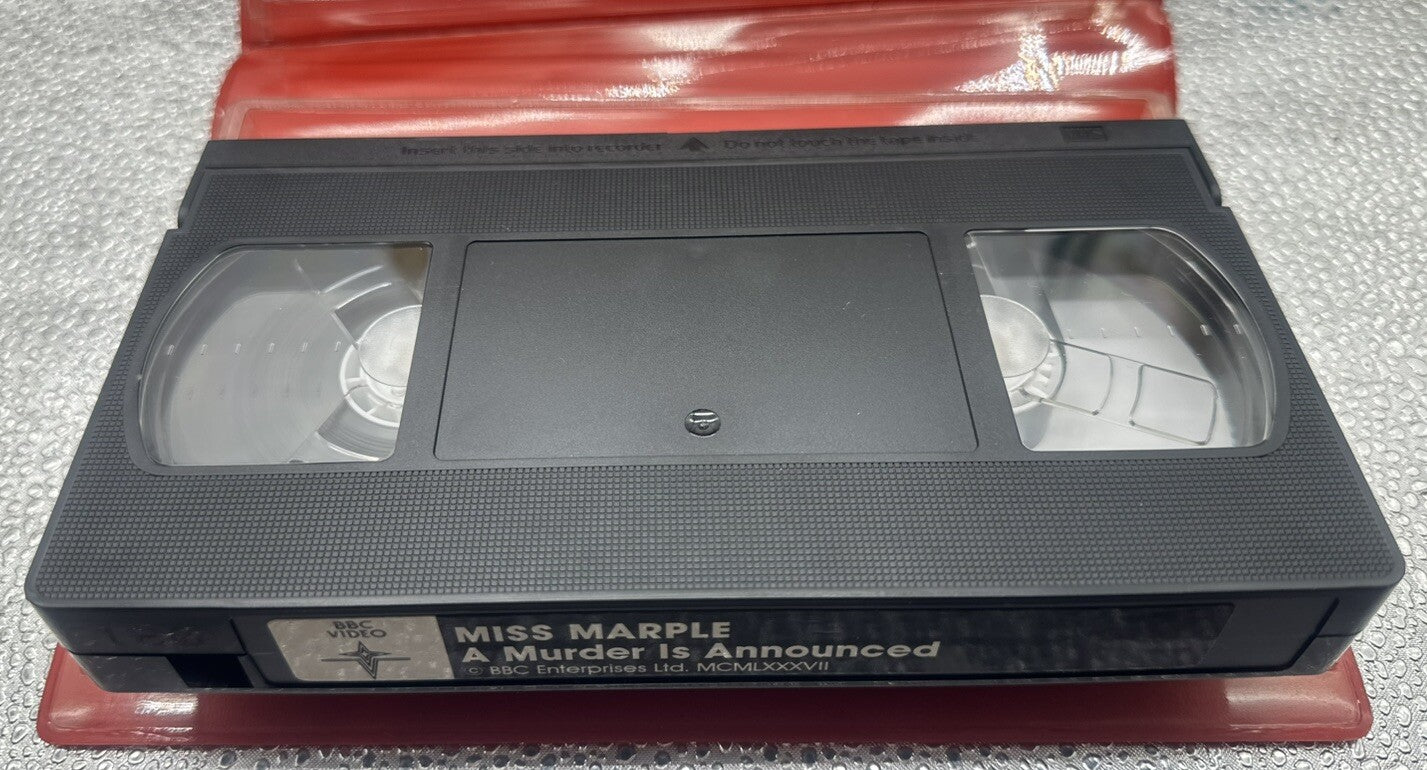 Insert this side into recorder
Do not touch the tape inside
VHS
BBC
VIDEO
MISS MARPLE
A Murder Is Announced
© BBC Enterprises Ltd. MCMLXXXVII